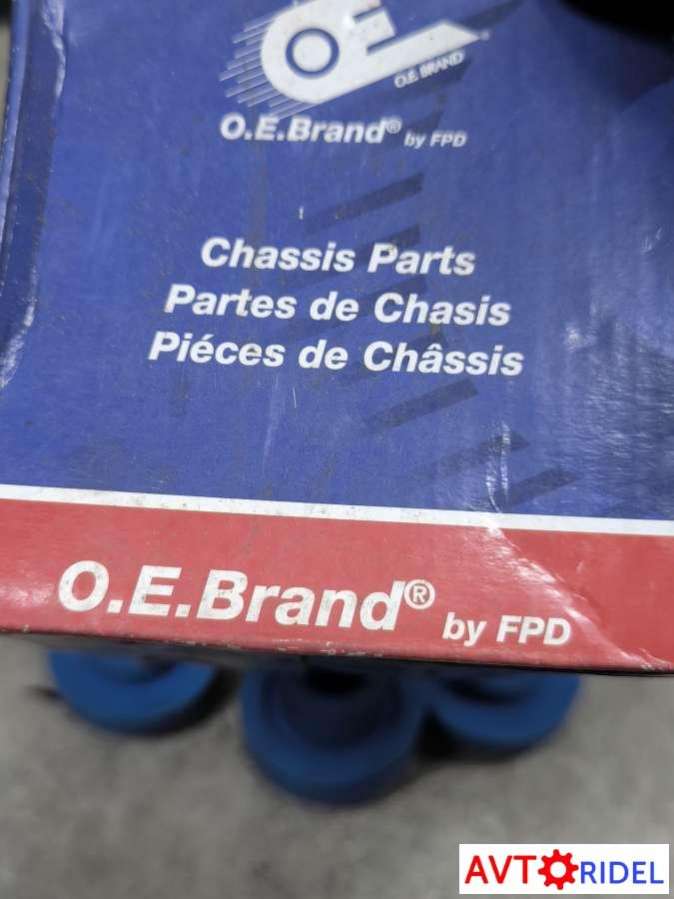 OE
O.E. BRAND
O.E.Brand® by FPD
Chassis Parts
Partes de Chasis
Piéces de Châssis
O.E.Brand® by FPD
AVTORIDEL